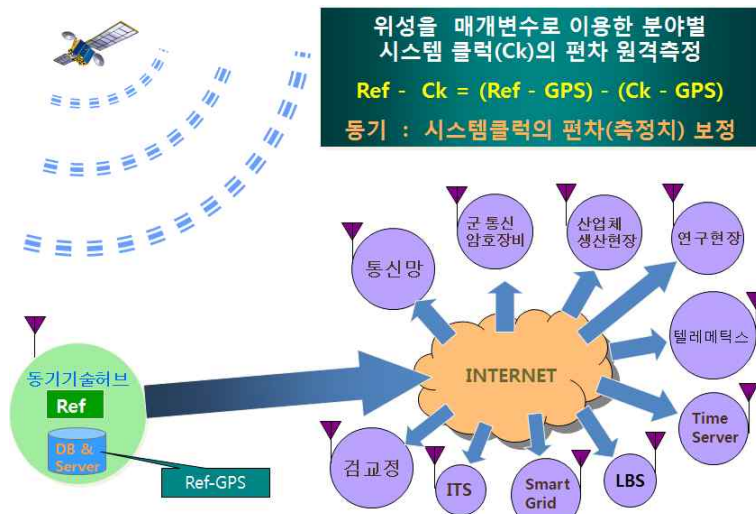 위성을 매개변수로 이용한 분야별
시스템 클럭(Ck)의 편차 원격측정
Ref - Ck = (Ref - GPS) - (Ck - GPS)
동기 : 시스템클럭의 편차(측정치) 보정
군 통신
암호장비
산업체
생산현장
연구현장
통신망
텔레메틱스
INTERNET
동기기술허브
Ref
DB &
Server
Ref-GPS
Time
Server
검교정
ITS
Smart
Grid
LBS